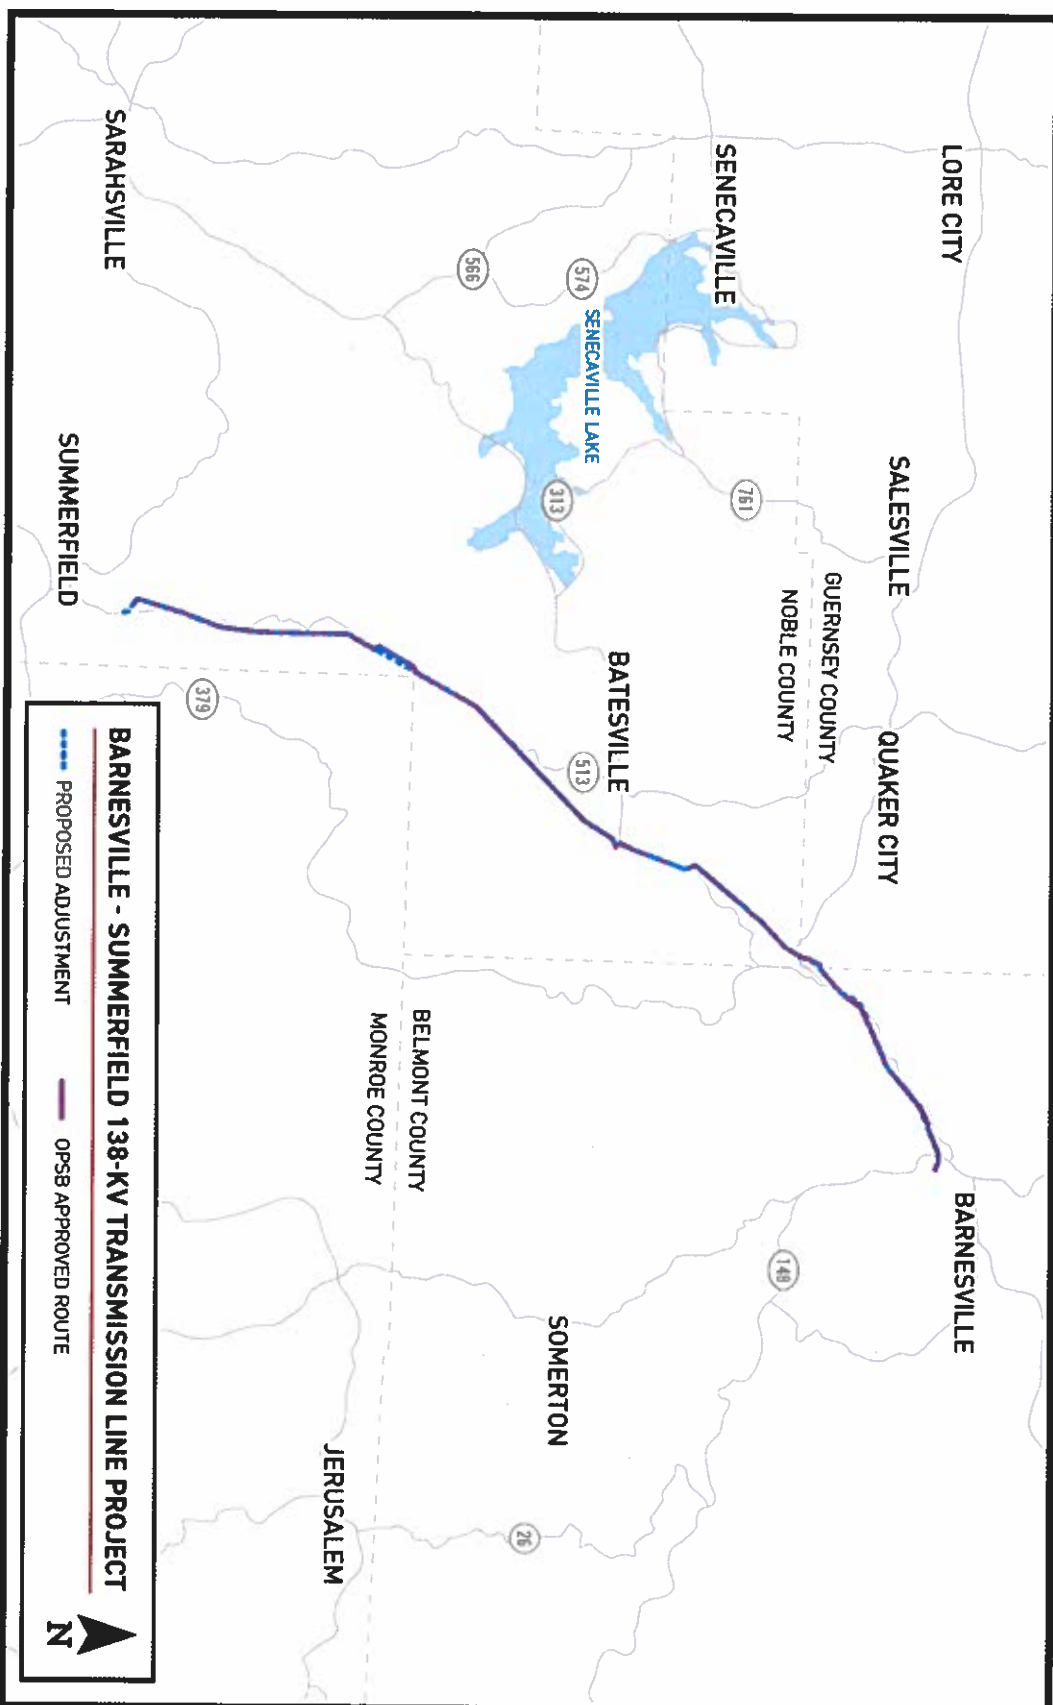 LORE CITY
SALESVILLE
QUAKER CITY
BARNESVILLE
SENECAVILLE
761
GUERNSEY COUNTY
NOBLE COUNTY
148
574
SENECAVILLE LAKE
313
BATESVILLE
513
SOMERTON
26
566
BELMONT COUNTY
MONROE COUNTY
JERUSALEM
379
SARAHSVILLE
SUMMERFIELD
BARNESVILLE - SUMMERFIELD 138-KV TRANSMISSION LINE PROJECT
PROPOSED ADJUSTMENT
OPSB APPROVED ROUTE
N